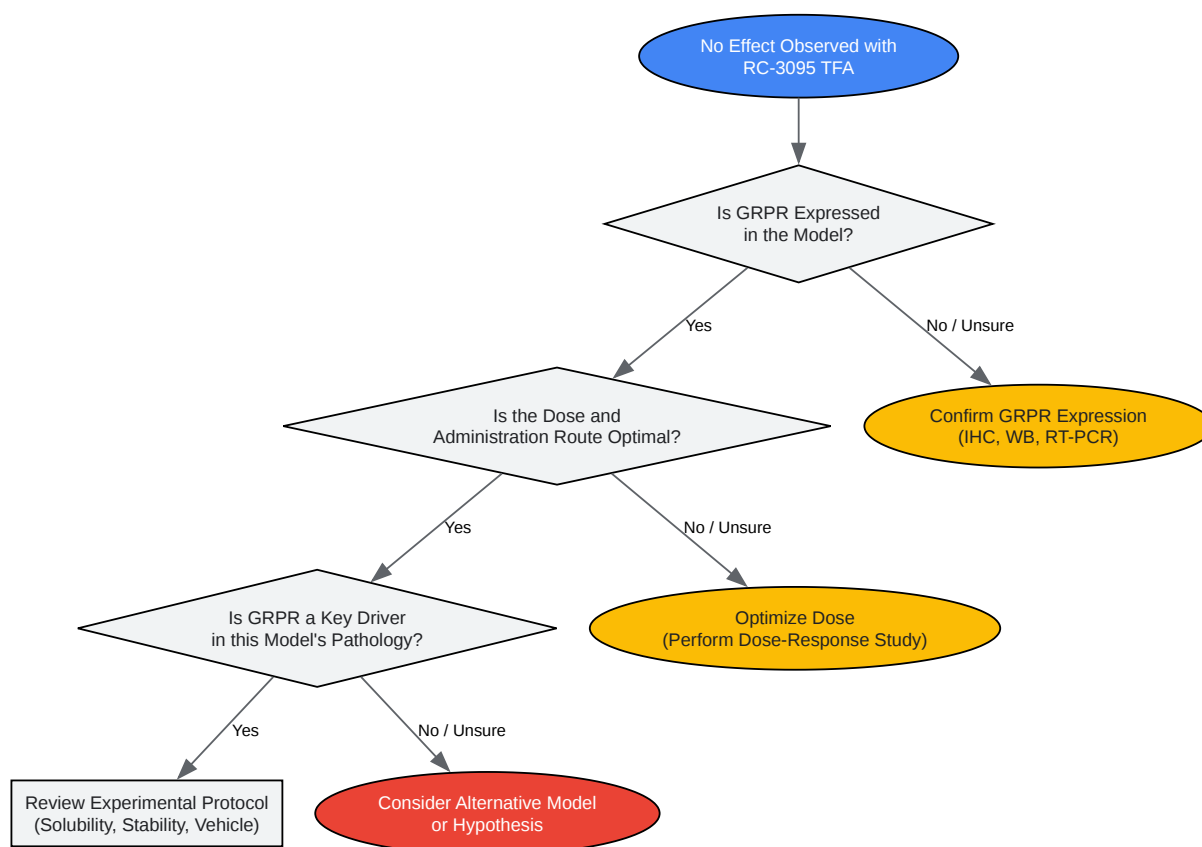 No Effect Observed with
RC-3095 TFA
Is GRPR Expressed
in the Model?
Yes
No / Unsure
Is the Dose and
Administration Route Optimal?
Confirm GRPR Expression
(IHC, WB, RT-PCR)
Yes
No / Unsure
Is GRPR a Key Driver
in this Model's Pathology?
Optimize Dose
(Perform Dose-Response Study)
Yes
No / Unsure
Review Experimental Protocol
(Solubility, Stability, Vehicle)
Consider Alternative Model
or Hypothesis